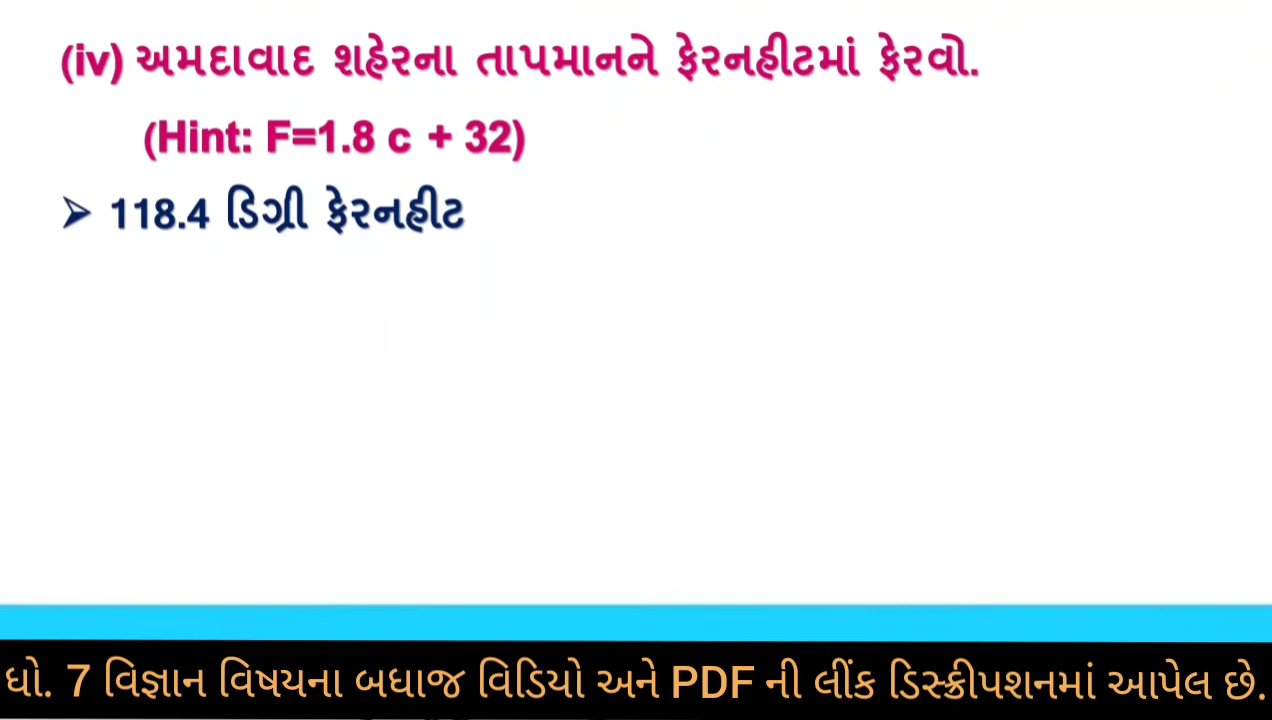 (iv) અમદાવાદ શહેરના તાપમાનને ફેરનહીટમાં ફેરવો.
(Hint: F=1.8 c + 32)
➢ 118.4 ડિગ્રી ફેરનહીટ
ધો. 7 વિજ્ઞાન વિષયના બધાજ વિડિયો અને PDF ની લીંક ડિસ્ક્રીપશનમાં આપેલ છે.